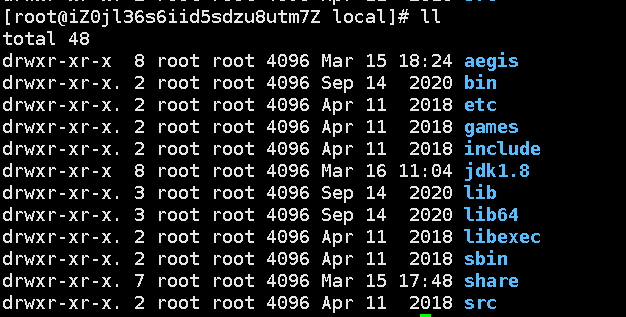 [root@iZ0jl36s6iid5sdzu8utm7Z local]# ll
total 48
drwxr-xr-x  8 root root 4096 Mar 15 18:24 aegis
drwxr-xr-x. 2 root root 4096 Sep 14  2020 bin
drwxr-xr-x. 2 root root 4096 Apr 11  2018 etc
drwxr-xr-x. 2 root root 4096 Apr 11  2018 games
drwxr-xr-x. 2 root root 4096 Apr 11  2018 include
drwxr-xr-x  8 root root 4096 Mar 16 11:04 jdk1.8
drwxr-xr-x. 3 root root 4096 Sep 14  2020 lib
drwxr-xr-x. 3 root root 4096 Sep 14  2020 lib64
drwxr-xr-x. 2 root root 4096 Apr 11  2018 libexec
drwxr-xr-x. 2 root root 4096 Apr 11  2018 sbin
drwxr-xr-x. 7 root root 4096 Mar 15 17:48 share
drwxr-xr-x. 2 root root 4096 Apr 11  2018 src